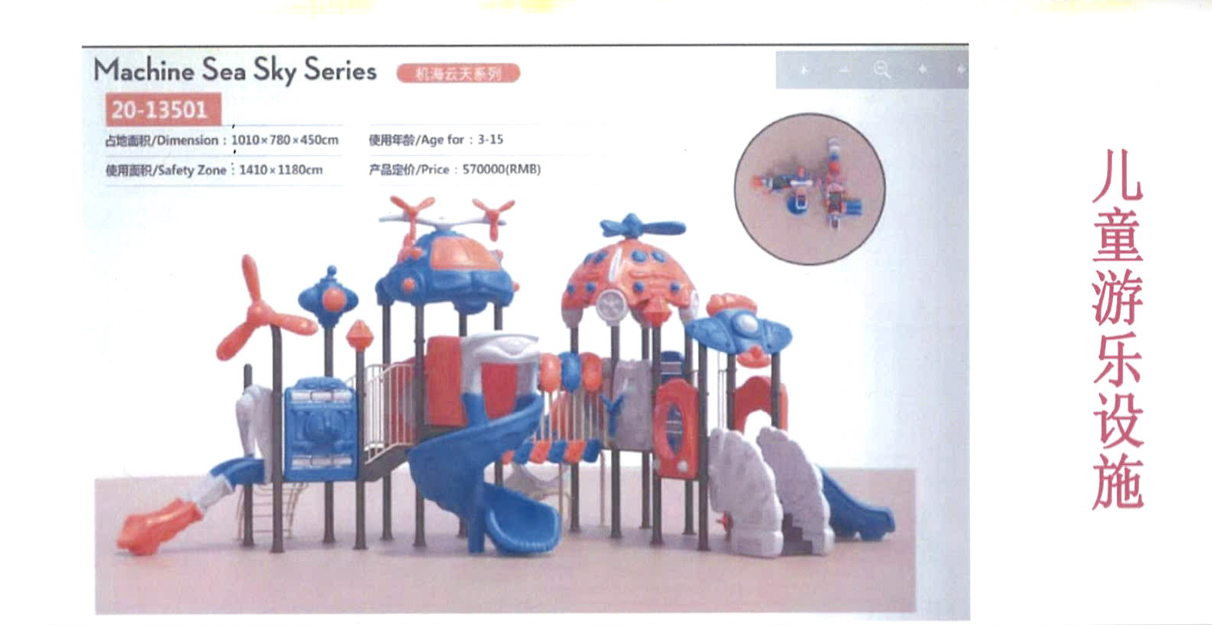 Machine Sea Sky Series 机海云天系列
20-13501
占地面积/Dimension：1010×780×450cm 使用年龄/Age for：3-15
使用面积/Safety Zone：1410×1180cm 产品定价/Price：570000(RMB)
儿童游乐设施